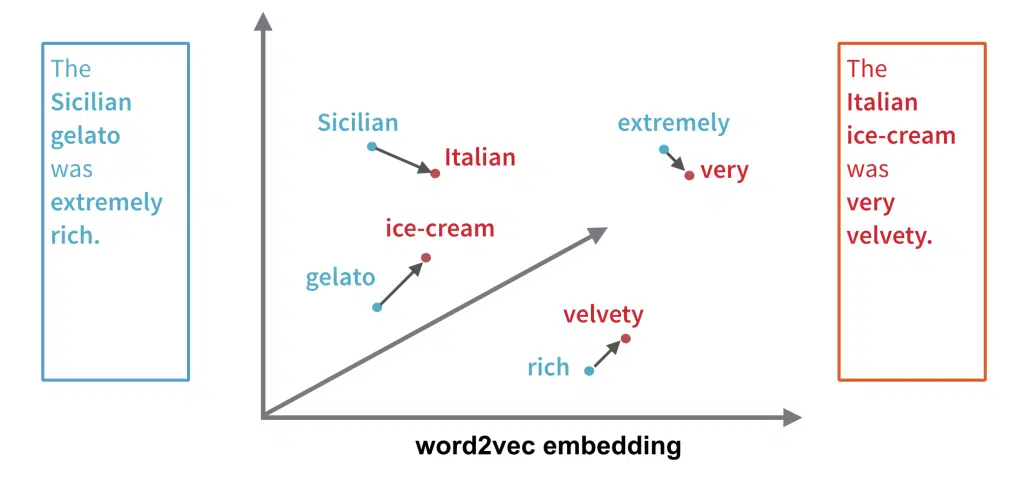 The
Sicilian
gelato
was
extremely
rich.
Sicilian
Italian
extremely
very
ice-cream
gelato
velvety
rich
word2vec embedding
The
Italian
ice-cream
was
very
velvety.